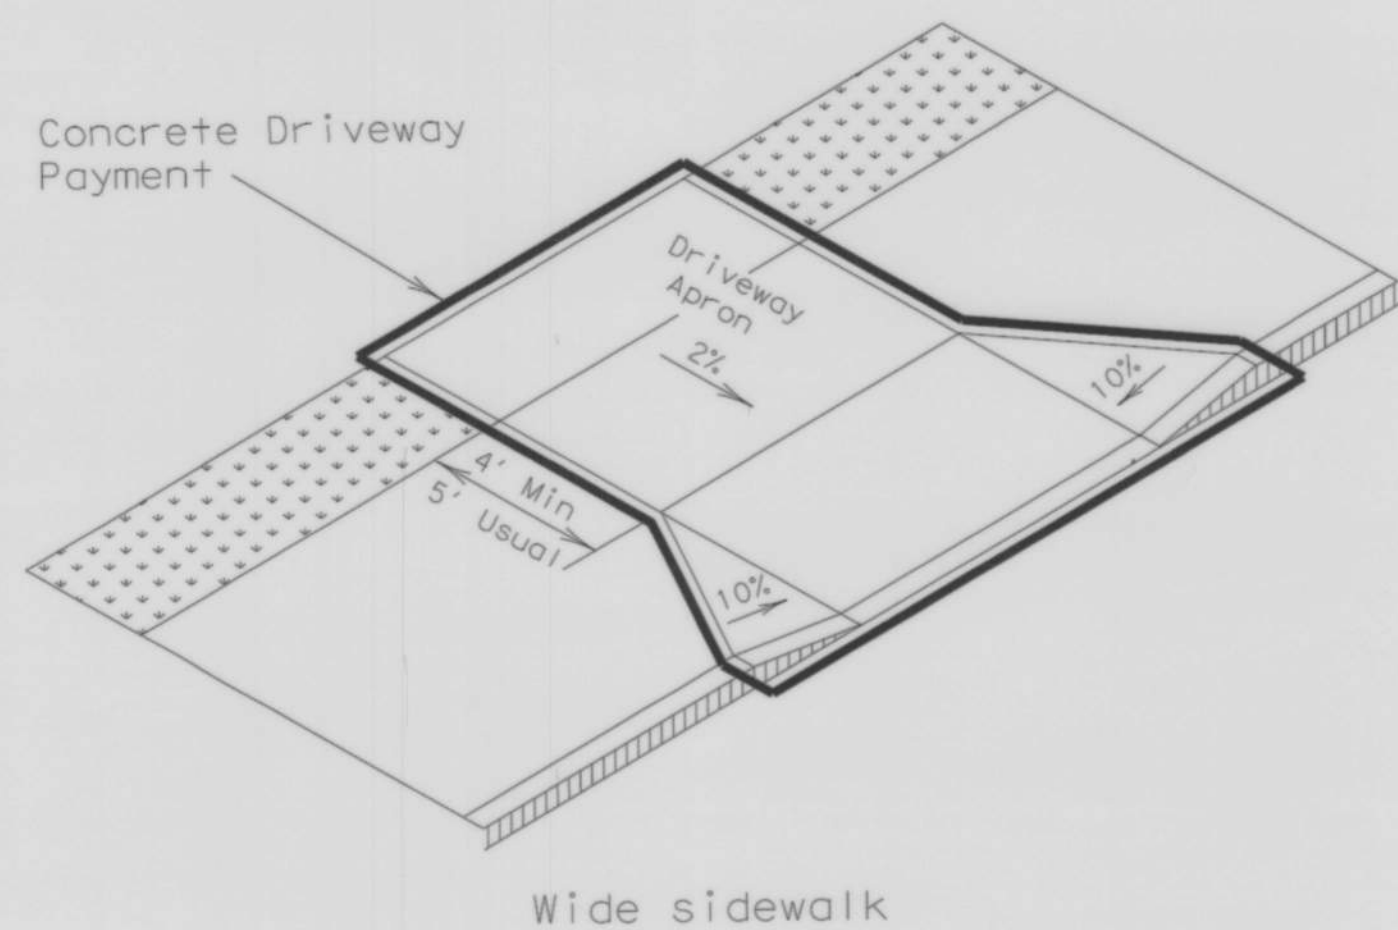 Concrete Driveway
Payment
Driveway
Apron
2%
10%
4' Min
5' Usual
10%
Wide sidewalk